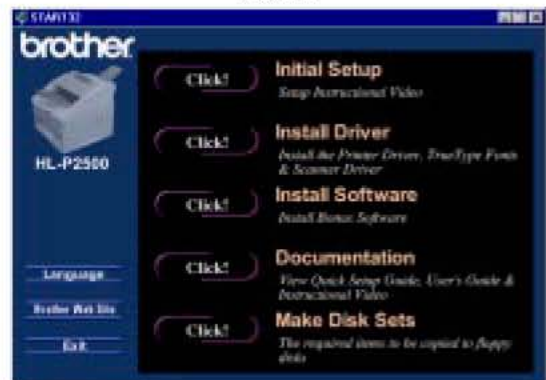 START32
brother
HL-P2500
Language
Brother Web Site
Exit
Click!
Initial Setup
Setup Instructional Video
Click!
Install Driver
Install the Printer Driver, TrueType Fonts
& Scanner Driver
Click!
Install Software
Install Bonus Software
Click!
Documentation
View Quick Setup Guide, User's Guide &
Instructional Video
Click!
Make Disk Sets
The required items to be copied to floppy
disks